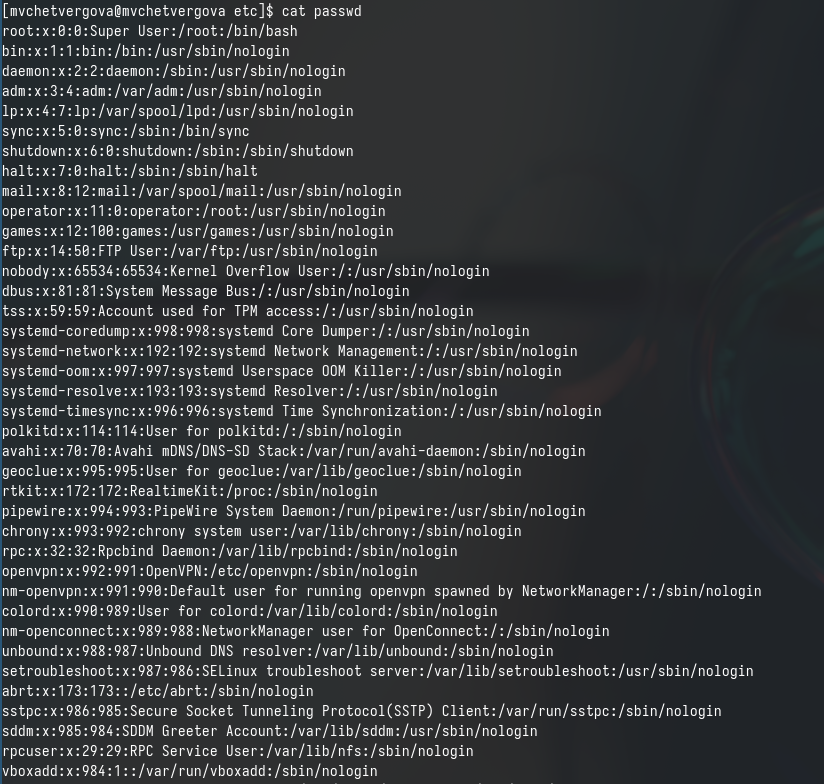 [mvchetvergova@mvchetvergova etc]$ cat passwd
root:x:0:0:Super User:/root:/bin/bash
bin:x:1:1:bin:/bin:/usr/sbin/nologin
daemon:x:2:2:daemon:/sbin:/usr/sbin/nologin
adm:x:3:4:adm:/var/adm:/usr/sbin/nologin
lp:x:4:7:lp:/var/spool/lpd:/usr/sbin/nologin
sync:x:5:0:sync:/sbin:/bin/sync
shutdown:x:6:0:shutdown:/sbin:/sbin/shutdown
halt:x:7:0:halt:/sbin:/sbin/halt
mail:x:8:12:mail:/var/spool/mail:/usr/sbin/nologin
operator:x:11:0:operator:/root:/usr/sbin/nologin
games:x:12:100:games:/usr/games:/usr/sbin/nologin
ftp:x:14:50:FTP User:/var/ftp:/usr/sbin/nologin
nobody:x:65534:65534:Kernel Overflow User:/:/usr/sbin/nologin
dbus:x:81:81:System Message Bus:/:/usr/sbin/nologin
tss:x:59:59:Account used for TPM access:/:/usr/sbin/nologin
systemd-coredump:x:998:998:systemd Core Dumper:/:/usr/sbin/nologin
systemd-network:x:192:192:systemd Network Management:/:/usr/sbin/nologin
systemd-oom:x:997:997:systemd Userspace OOM Killer:/:/usr/sbin/nologin
systemd-resolve:x:193:193:systemd Resolver:/:/usr/sbin/nologin
systemd-timesync:x:996:996:systemd Time Synchronization:/:/usr/sbin/nologin
polkitd:x:114:114:User for polkitd:/:/sbin/nologin
avahi:x:70:70:Avahi mDNS/DNS-SD Stack:/var/run/avahi-daemon:/sbin/nologin
geoclue:x:995:995:User for geoclue:/var/lib/geoclue:/sbin/nologin
rtkit:x:172:172:RealtimeKit:/proc:/sbin/nologin
pipewire:x:994:993:PipeWire System Daemon:/run/pipewire:/usr/sbin/nologin
chrony:x:993:992:chrony system user:/var/lib/chrony:/sbin/nologin
rpc:x:32:32:Rpcbind Daemon:/var/lib/rpcbind:/sbin/nologin
openvpn:x:992:991:OpenVPN:/etc/openvpn:/sbin/nologin
nm-openvpn:x:991:990:Default user for running openvpn spawned by NetworkManager:/:/sbin/nologin
colord:x:990:989:User for colord:/var/lib/colord:/sbin/nologin
nm-openconnect:x:989:988:NetworkManager user for OpenConnect:/:/sbin/nologin
unbound:x:988:987:Unbound DNS resolver:/var/lib/unbound:/sbin/nologin
setroubleshoot:x:987:986:SELinux troubleshoot server:/var/lib/setroubleshoot:/usr/sbin/nologin
abrt:x:173:173::/etc/abrt:/sbin/nologin
sstpc:x:986:985:Secure Socket Tunneling Protocol(SSTP) Client:/var/run/sstpc:/sbin/nologin
sddm:x:985:984:SDDM Greeter Account:/var/lib/sddm:/usr/sbin/nologin
rpcuser:x:29:29:RPC Service User:/var/lib/nfs:/sbin/nologin
vboxadd:x:984:1::/var/run/vboxadd:/sbin/nologin